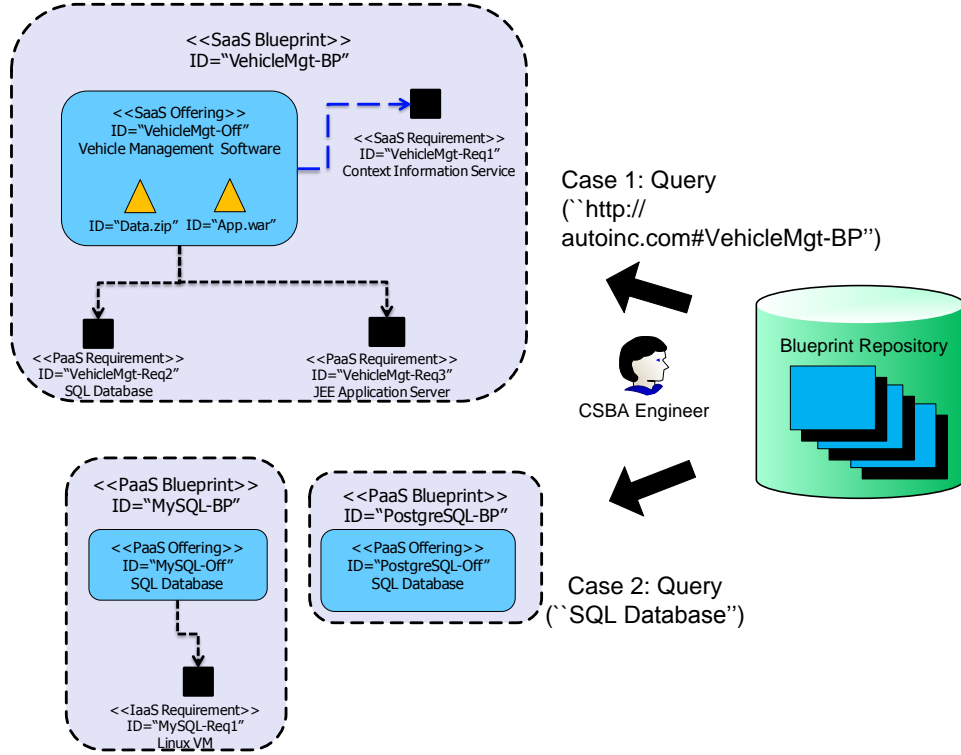 <<SaaS Blueprint>>
ID=“VehicleMgt-BP”
<<SaaS Offering>>
ID=“VehicleMgt-Off”
Vehicle Management Software
ID=“Data.zip”
ID=“App.war”
<<SaaS Requirement>>
ID=“VehicleMgt-Req1”
Context Information Service
<<PaaS Requirement>>
ID=“VehicleMgt-Req2”
SQL Database
<<PaaS Requirement>>
ID=“VehicleMgt-Req3”
JEE Application Server
Case 1: Query
(``http://
autoinc.com#VehicleMgt-BP’’)
Blueprint Repository
CSBA Engineer
<<PaaS Blueprint>>
ID=“MySQL-BP”
<<PaaS Offering>>
ID=“MySQL-Off”
SQL Database
<<IaaS Requirement>>
ID=“MySQL-Req1”
Linux VM
<<PaaS Blueprint>>
ID=“PostgreSQL-BP”
<<PaaS Offering>>
ID=“PostgreSQL-Off”
SQL Database
Case 2: Query
(``SQL Database’’)